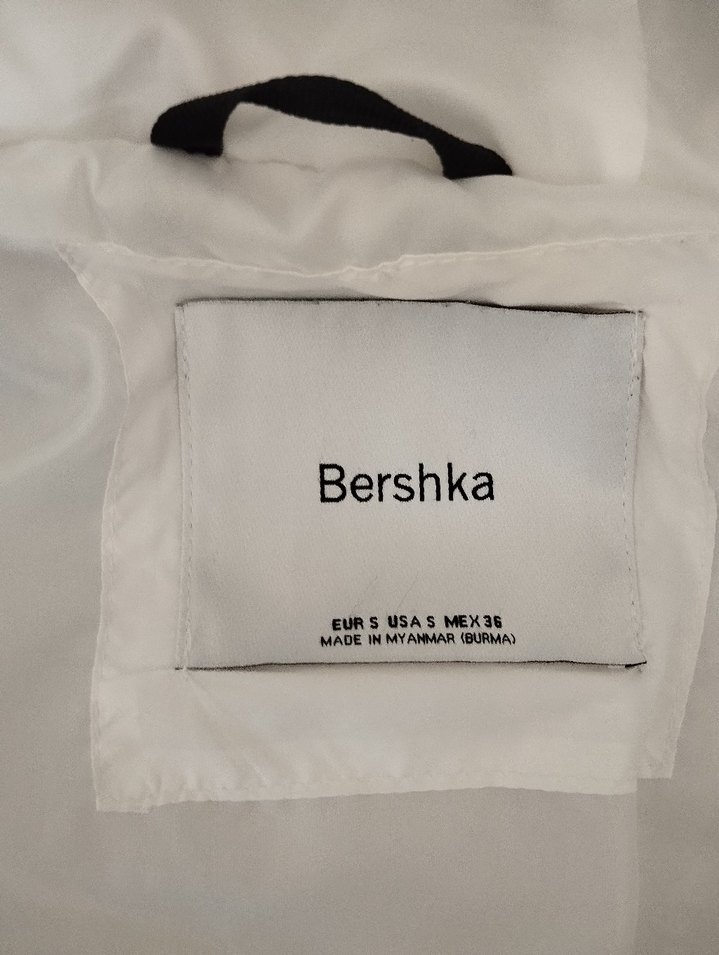 Bershka
EUR S USA S MEX 36
MADE IN MYANMAR (BURMA)